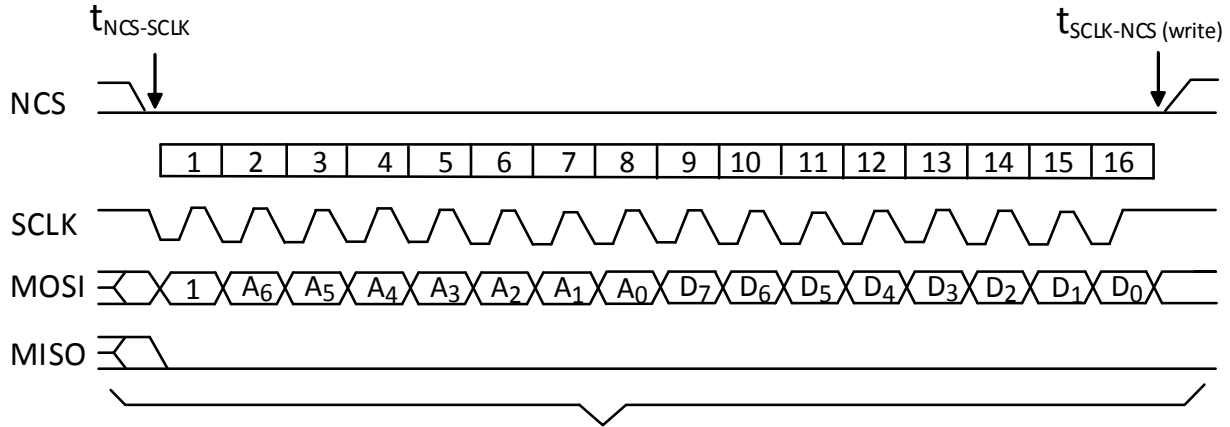 tNCS-SCLK tSCLK-NCS (write)
NCS
1 2 3 4 5 6 7 8 9 10 11 12 13 14 15 16
SCLK
MOSI 1 A6 A5 A4 A3 A2 A1 A0 D7 D6 D5 D4 D3 D2 D1 D0
MISO